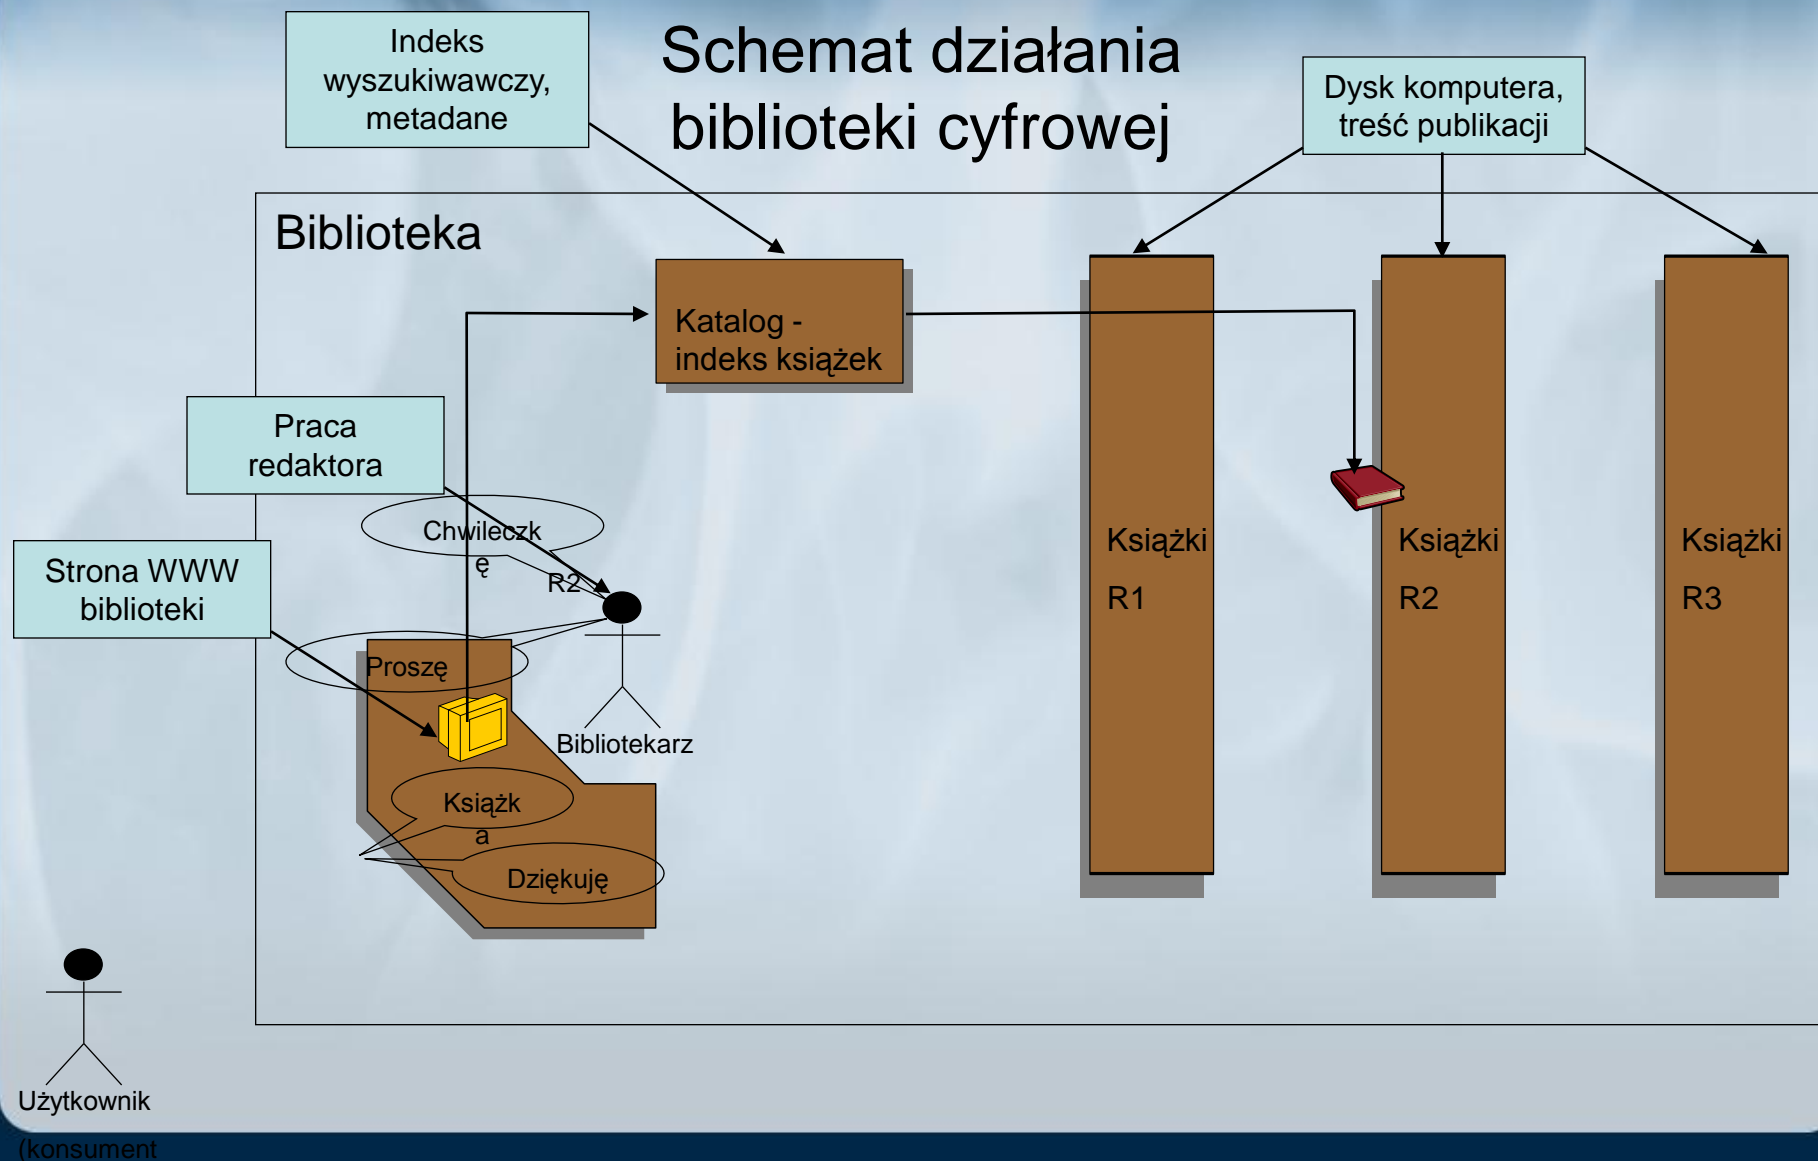 Indeks
wyszukiwawczy,
metadane
Schemat działania
biblioteki cyfrowej
Dysk komputera,
treść publikacji
Biblioteka
Katalog -
indeks książek
Praca
redaktora
Chwileczk
ę
R2
Strona WWW
biblioteki
Proszę
Bibliotekarz
Książk
a
Dziękuję
Książki
R1
Książki
R2
Książki
R3
Użytkownik
(konsument